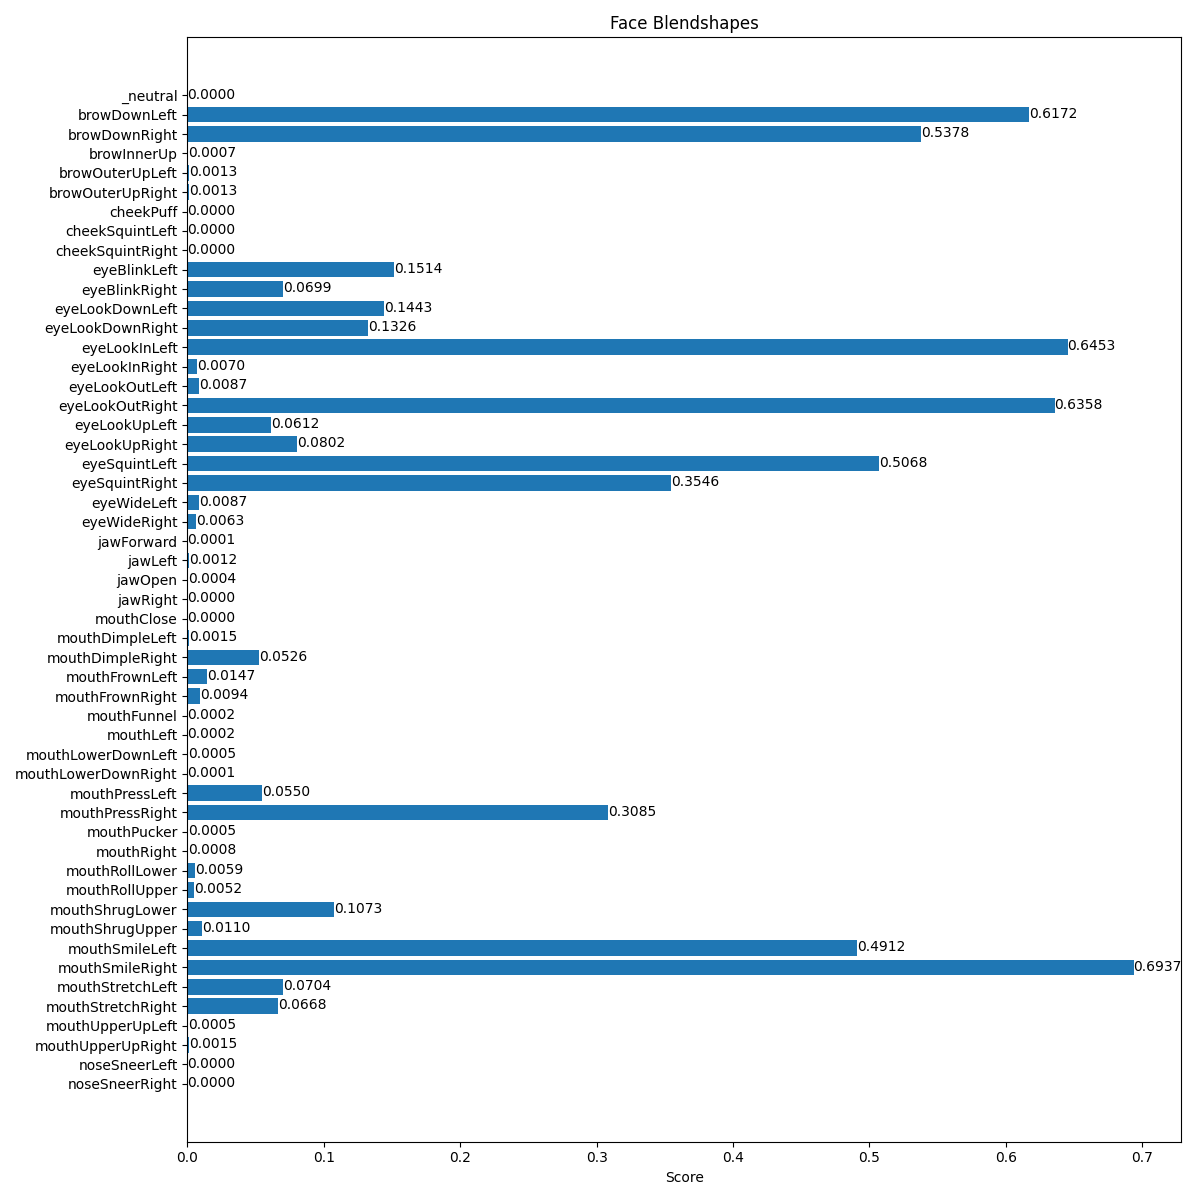 Face Blendshapes
_neutral 0.0000
browDownLeft 0.6172
browDownRight 0.5378
browInnerUp 0.0007
browOuterUpLeft 0.0013
browOuterUpRight 0.0013
cheekPuff 0.0000
cheekSquintLeft 0.0000
cheekSquintRight 0.0000
eyeBlinkLeft 0.1514
eyeBlinkRight 0.0699
eyeLookDownLeft 0.1443
eyeLookDownRight 0.1326
eyeLookInLeft 0.6453
eyeLookInRight 0.0070
eyeLookOutLeft 0.0087
eyeLookOutRight 0.6358
eyeLookUpLeft 0.0612
eyeLookUpRight 0.0802
eyeSquintLeft 0.5068
eyeSquintRight 0.3546
eyeWideLeft 0.0087
eyeWideRight 0.0063
jawForward 0.0001
jawLeft 0.0012
jawOpen 0.0004
jawRight 0.0000
mouthClose 0.0000
mouthDimpleLeft 0.0015
mouthDimpleRight 0.0526
mouthFrownLeft 0.0147
mouthFrownRight 0.0094
mouthFunnel 0.0002
mouthLeft 0.0002
mouthLowerDownLeft 0.0005
mouthLowerDownRight 0.0001
mouthPressLeft 0.0550
mouthPressRight 0.3085
mouthPucker 0.0005
mouthRight 0.0008
mouthRollLower 0.0059
mouthRollUpper 0.0052
mouthShrugLower 0.1073
mouthShrugUpper 0.0110
mouthSmileLeft 0.4912
mouthSmileRight 0.6937
mouthStretchLeft 0.0704
mouthStretchRight 0.0668
mouthUpperUpLeft 0.0005
mouthUpperUpRight 0.0015
noseSneerLeft 0.0000
noseSneerRight 0.0000
0.0 0.1 0.2 0.3 0.4 0.5 0.6 0.7
Score